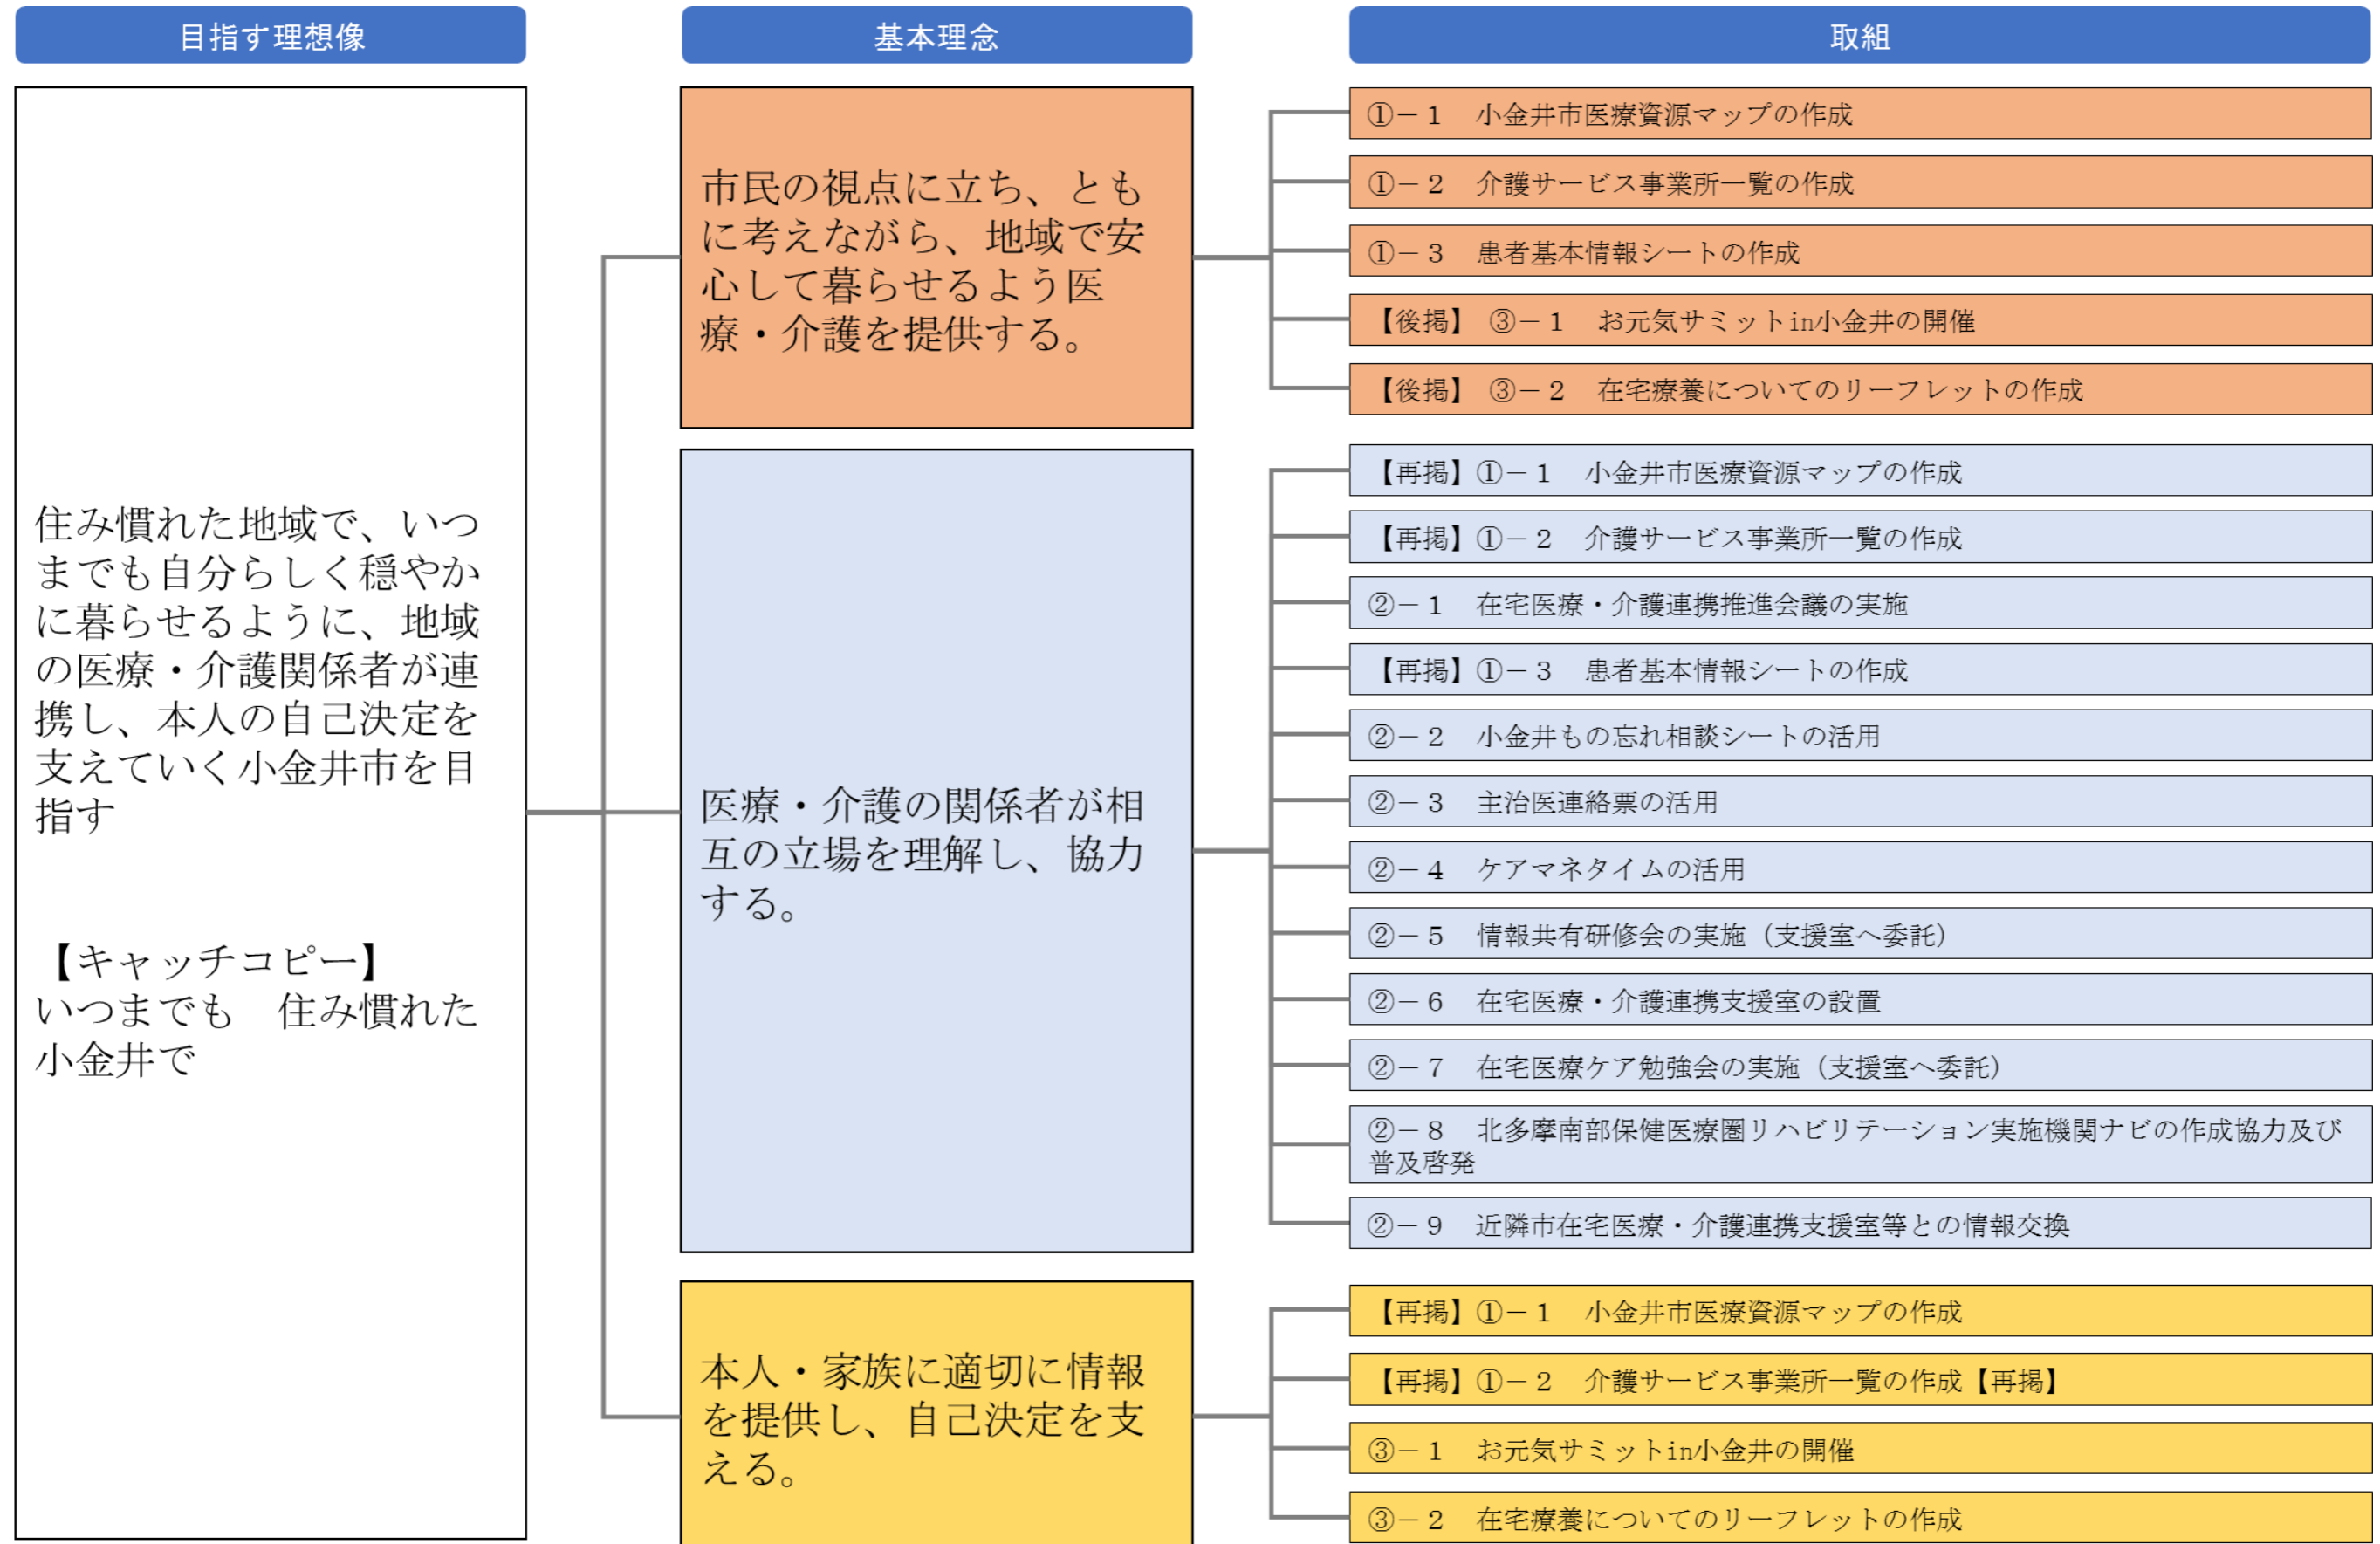 目指す理想像
基本理念
取組
住み慣れた地域で、いつ
までも自分らしく穏やか
に暮らせるように、地域
の医療・介護関係者が連
携し、本人の自己決定を
支えていく小金井市を目
指す
【キャッチコピー】
いつまでも　住み慣れた
小金井で
市民の視点に立ち、とも
に考えながら、地域で安
心して暮らせるよう医
療・介護を提供する。
①－１　小金井市医療資源マップの作成
①－２　介護サービス事業所一覧の作成
①－３　患者基本情報シートの作成
【後掲】 ③－１　お元気サミットin小金井の開催
【後掲】 ③－２　在宅療養についてのリーフレットの作成
医療・介護の関係者が相
互の立場を理解し、協力
する。
【再掲】①－１　小金井市医療資源マップの作成
【再掲】①－２　介護サービス事業所一覧の作成
②－１　在宅医療・介護連携推進会議の実施
【再掲】①－３　患者基本情報シートの作成
②－２　小金井もの忘れ相談シートの活用
②－３　主治医連絡票の活用
②－４　ケアマネタイムの活用
②－５　情報共有研修会の実施（支援室へ委託）
②－６　在宅医療・介護連携支援室の設置
②－７　在宅医療ケア勉強会の実施（支援室へ委託）
②－８　北多摩南部保健医療圏リハビリテーション実施機関ナビの作成協力及び
普及啓発
②－９　近隣市在宅医療・介護連携支援室等との情報交換
本人・家族に適切に情報
を提供し、自己決定を支
える。
【再掲】①－１　小金井市医療資源マップの作成
【再掲】①－２　介護サービス事業所一覧の作成【再掲】
③－１　お元気サミットin小金井の開催
③－２　在宅療養についてのリーフレットの作成